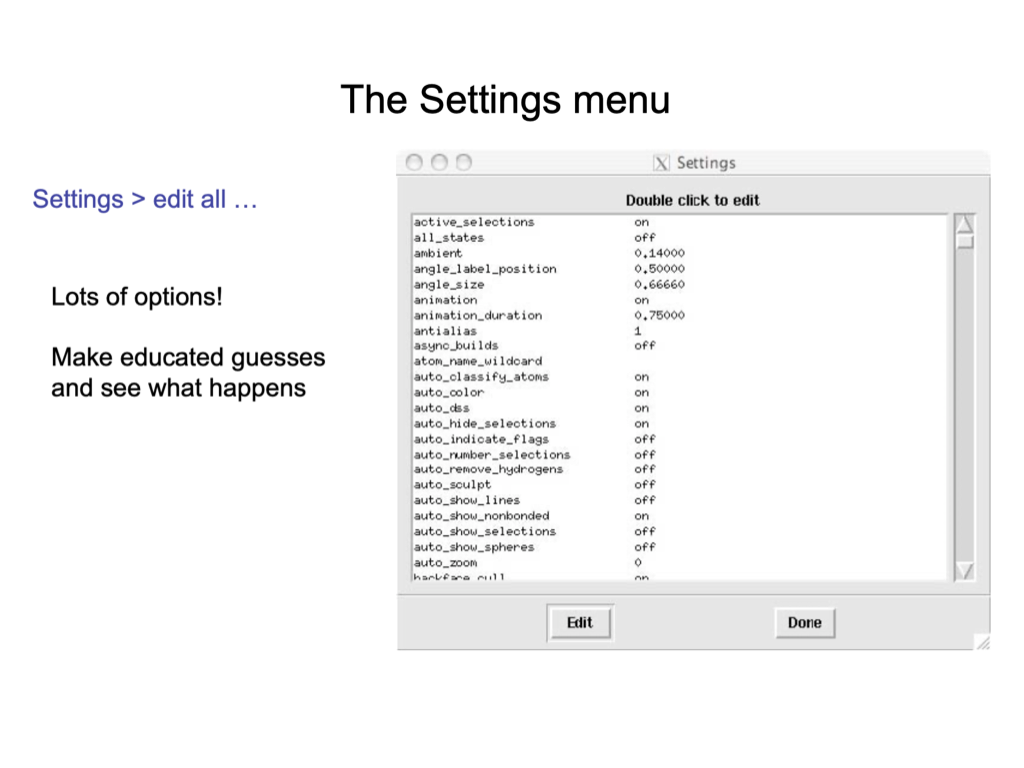 The Settings menu
Settings > edit all …
Lots of options!
Make educated guesses
and see what happens
X Settings
Double click to edit
active_selections on
all_states off
ambient 0.14000
angle_label_position 0.50000
angle_size 0.66660
animation on
animation_duration 0.75000
antialias 1
async_builds off
atom_name_wildcard
auto_classify_atoms on
auto_color on
auto_dss on
auto_hide_selections on
auto_indicate_flags off
auto_number_selections off
auto_remove_hydrogens off
auto_sculpt off
auto_show_lines off
auto_show_nonbonded on
auto_show_selections off
auto_show_spheres off
auto_zoom 0
backface_cull on
Edit Done